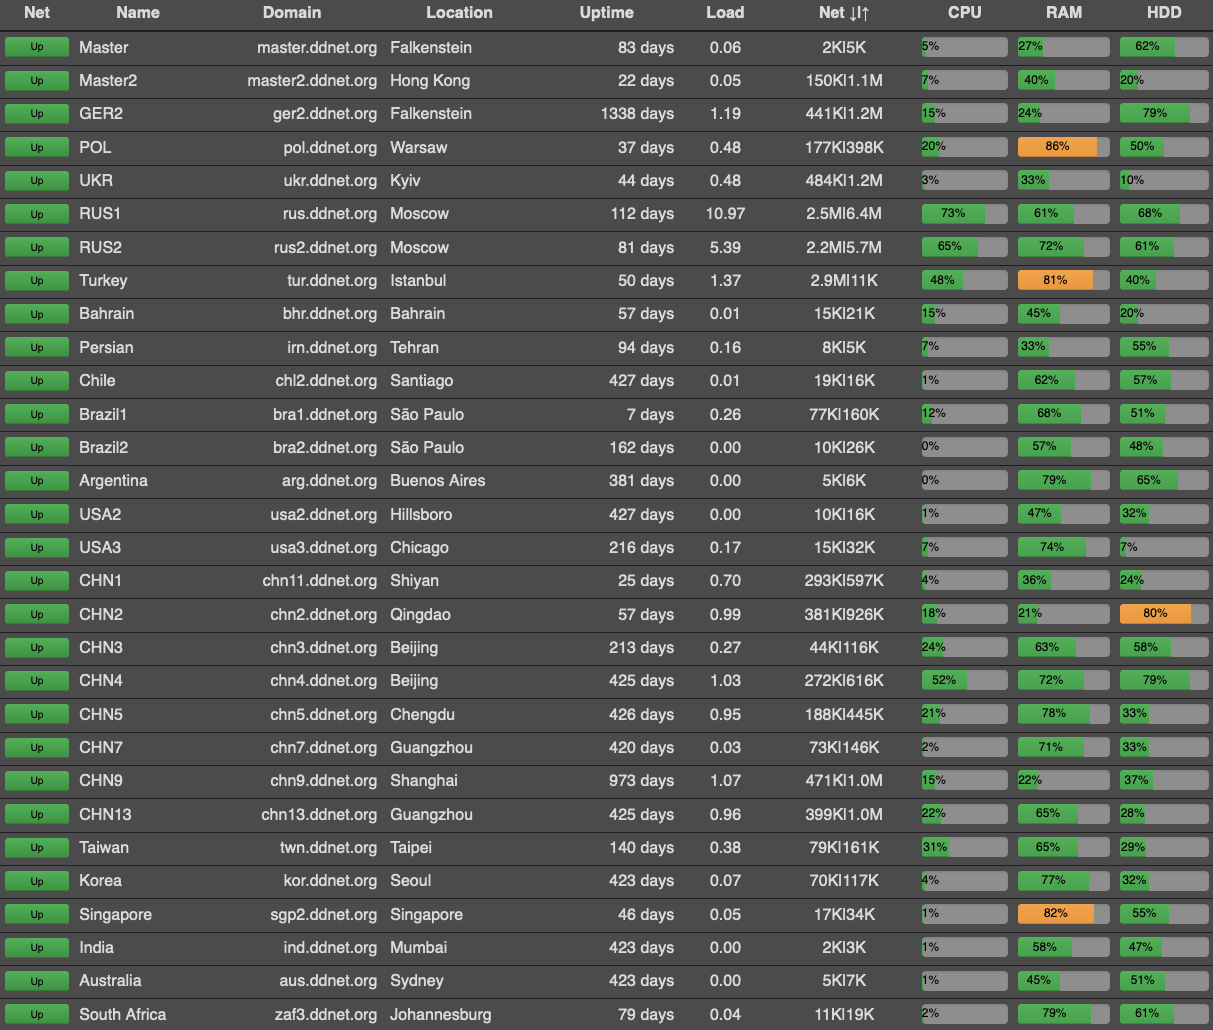 Net Name Domain Location Uptime Load Net ↓|↑ CPU RAM HDD
Up Master master.ddnet.org Falkenstein 83 days 0.06 2K|5K 5% 27% 62%
Up Master2 master2.ddnet.org Hong Kong 22 days 0.05 150K|1.1M 7% 40% 20%
Up GER2 ger2.ddnet.org Falkenstein 1338 days 1.19 441K|1.2M 15% 24% 79%
Up POL pol.ddnet.org Warsaw 37 days 0.48 177K|398K 20% 86% 50%
Up UKR ukr.ddnet.org Kyiv 44 days 0.48 484K|1.2M 3% 33% 10%
Up RUS1 rus.ddnet.org Moscow 112 days 10.97 2.5M|6.4M 73% 61% 68%
Up RUS2 rus2.ddnet.org Moscow 81 days 5.39 2.2M|5.7M 65% 72% 61%
Up Turkey tur.ddnet.org Istanbul 50 days 1.37 2.9M|11K 48% 81% 40%
Up Bahrain bhr.ddnet.org Bahrain 57 days 0.01 15K|21K 15% 45% 20%
Up Persian irn.ddnet.org Tehran 94 days 0.16 8K|5K 7% 33% 55%
Up Chile chl2.ddnet.org Santiago 427 days 0.01 19K|16K 1% 62% 57%
Up Brazil1 bra1.ddnet.org São Paulo 7 days 0.26 77K|160K 12% 68% 51%
Up Brazil2 bra2.ddnet.org São Paulo 162 days 0.00 10K|26K 0% 57% 48%
Up Argentina arg.ddnet.org Buenos Aires 381 days 0.00 5K|6K 0% 79% 65%
Up USA2 usa2.ddnet.org Hillsboro 427 days 0.00 10K|16K 1% 47% 32%
Up USA3 usa3.ddnet.org Chicago 216 days 0.17 15K|32K 7% 74% 7%
Up CHN1 chn11.ddnet.org Shiyan 25 days 0.70 293K|597K 4% 36% 24%
Up CHN2 chn2.ddnet.org Qingdao 57 days 0.99 381K|926K 18% 21% 80%
Up CHN3 chn3.ddnet.org Beijing 213 days 0.27 44K|116K 24% 63% 58%
Up CHN4 chn4.ddnet.org Beijing 425 days 1.03 272K|616K 52% 72% 79%
Up CHN5 chn5.ddnet.org Chengdu 426 days 0.95 188K|445K 21% 78% 33%
Up CHN7 chn7.ddnet.org Guangzhou 420 days 0.03 73K|146K 2% 71% 33%
Up CHN9 chn9.ddnet.org Shanghai 973 days 1.07 471K|1.0M 15% 22% 37%
Up CHN13 chn13.ddnet.org Guangzhou 425 days 0.96 399K|1.0M 22% 65% 28%
Up Taiwan twn.ddnet.org Taipei 140 days 0.38 79K|161K 31% 65% 29%
Up Korea kor.ddnet.org Seoul 423 days 0.07 70K|117K 4% 77% 32%
Up Singapore sgp2.ddnet.org Singapore 46 days 0.05 17K|34K 1% 82% 55%
Up India ind.ddnet.org Mumbai 423 days 0.00 2K|3K 1% 58% 47%
Up Australia aus.ddnet.org Sydney 423 days 0.00 5K|7K 1% 45% 51%
Up South Africa zaf3.ddnet.org Johannesburg 79 days 0.04 11K|19K 2% 79% 61%